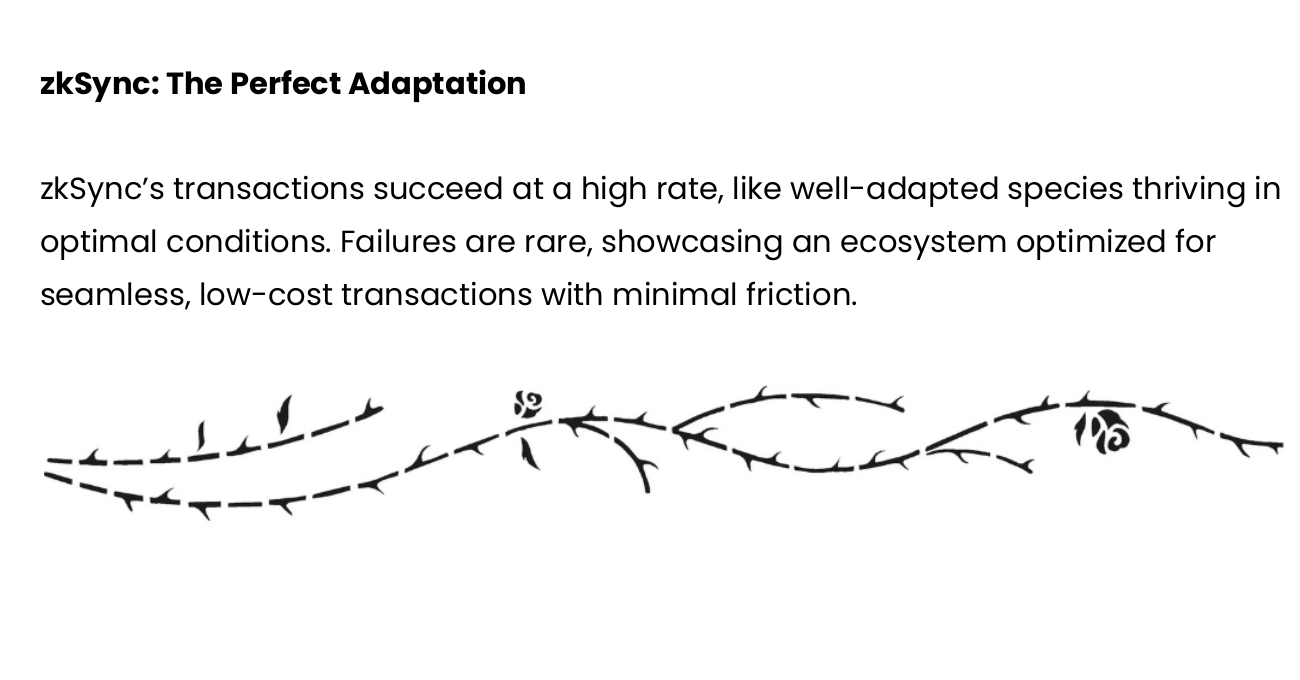 zkSync: The Perfect Adaptation
zkSync’s transactions succeed at a high rate, like well-adapted species thriving in
optimal conditions. Failures are rare, showcasing an ecosystem optimized for
seamless, low-cost transactions with minimal friction.